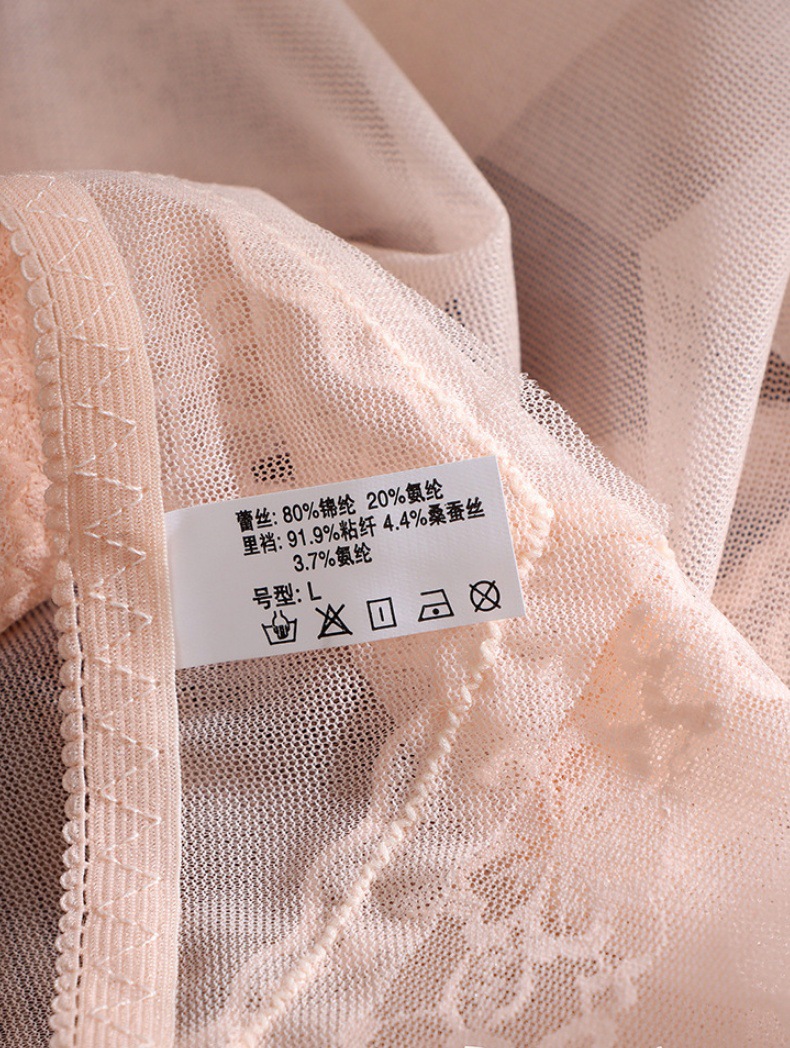 蕾丝: 80%锦纶 20%氨纶
里裆: 91.9%粘纤 4.4%桑蚕丝
3.7%氨纶
号型: L